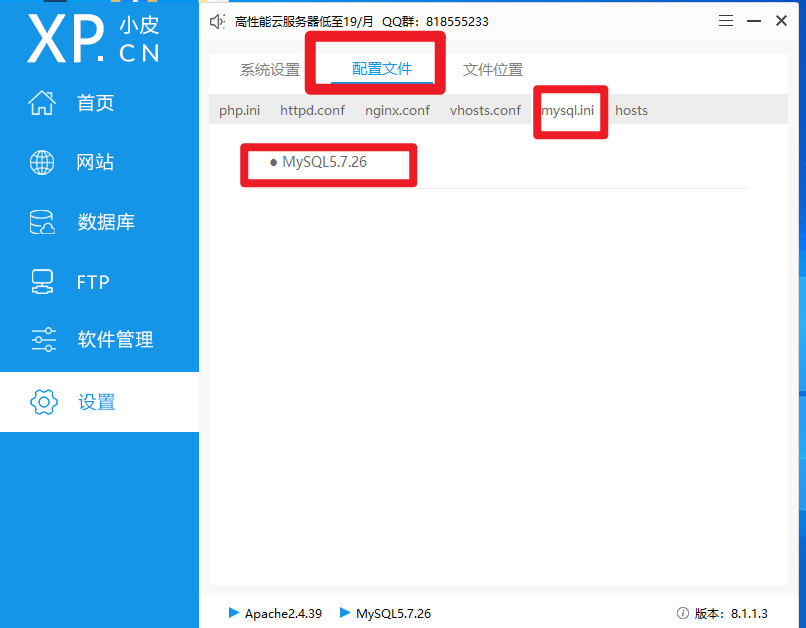 XP.CN 小皮
高性能云服务器低至19/月 QQ群：818555233
首页
网站
数据库
FTP
软件管理
设置
系统设置 配置文件 文件位置
php.ini httpd.conf nginx.conf vhosts.conf mysql.ini hosts
MySQL5.7.26
Apache2.4.39 MySQL5.7.26 版本：8.1.1.3